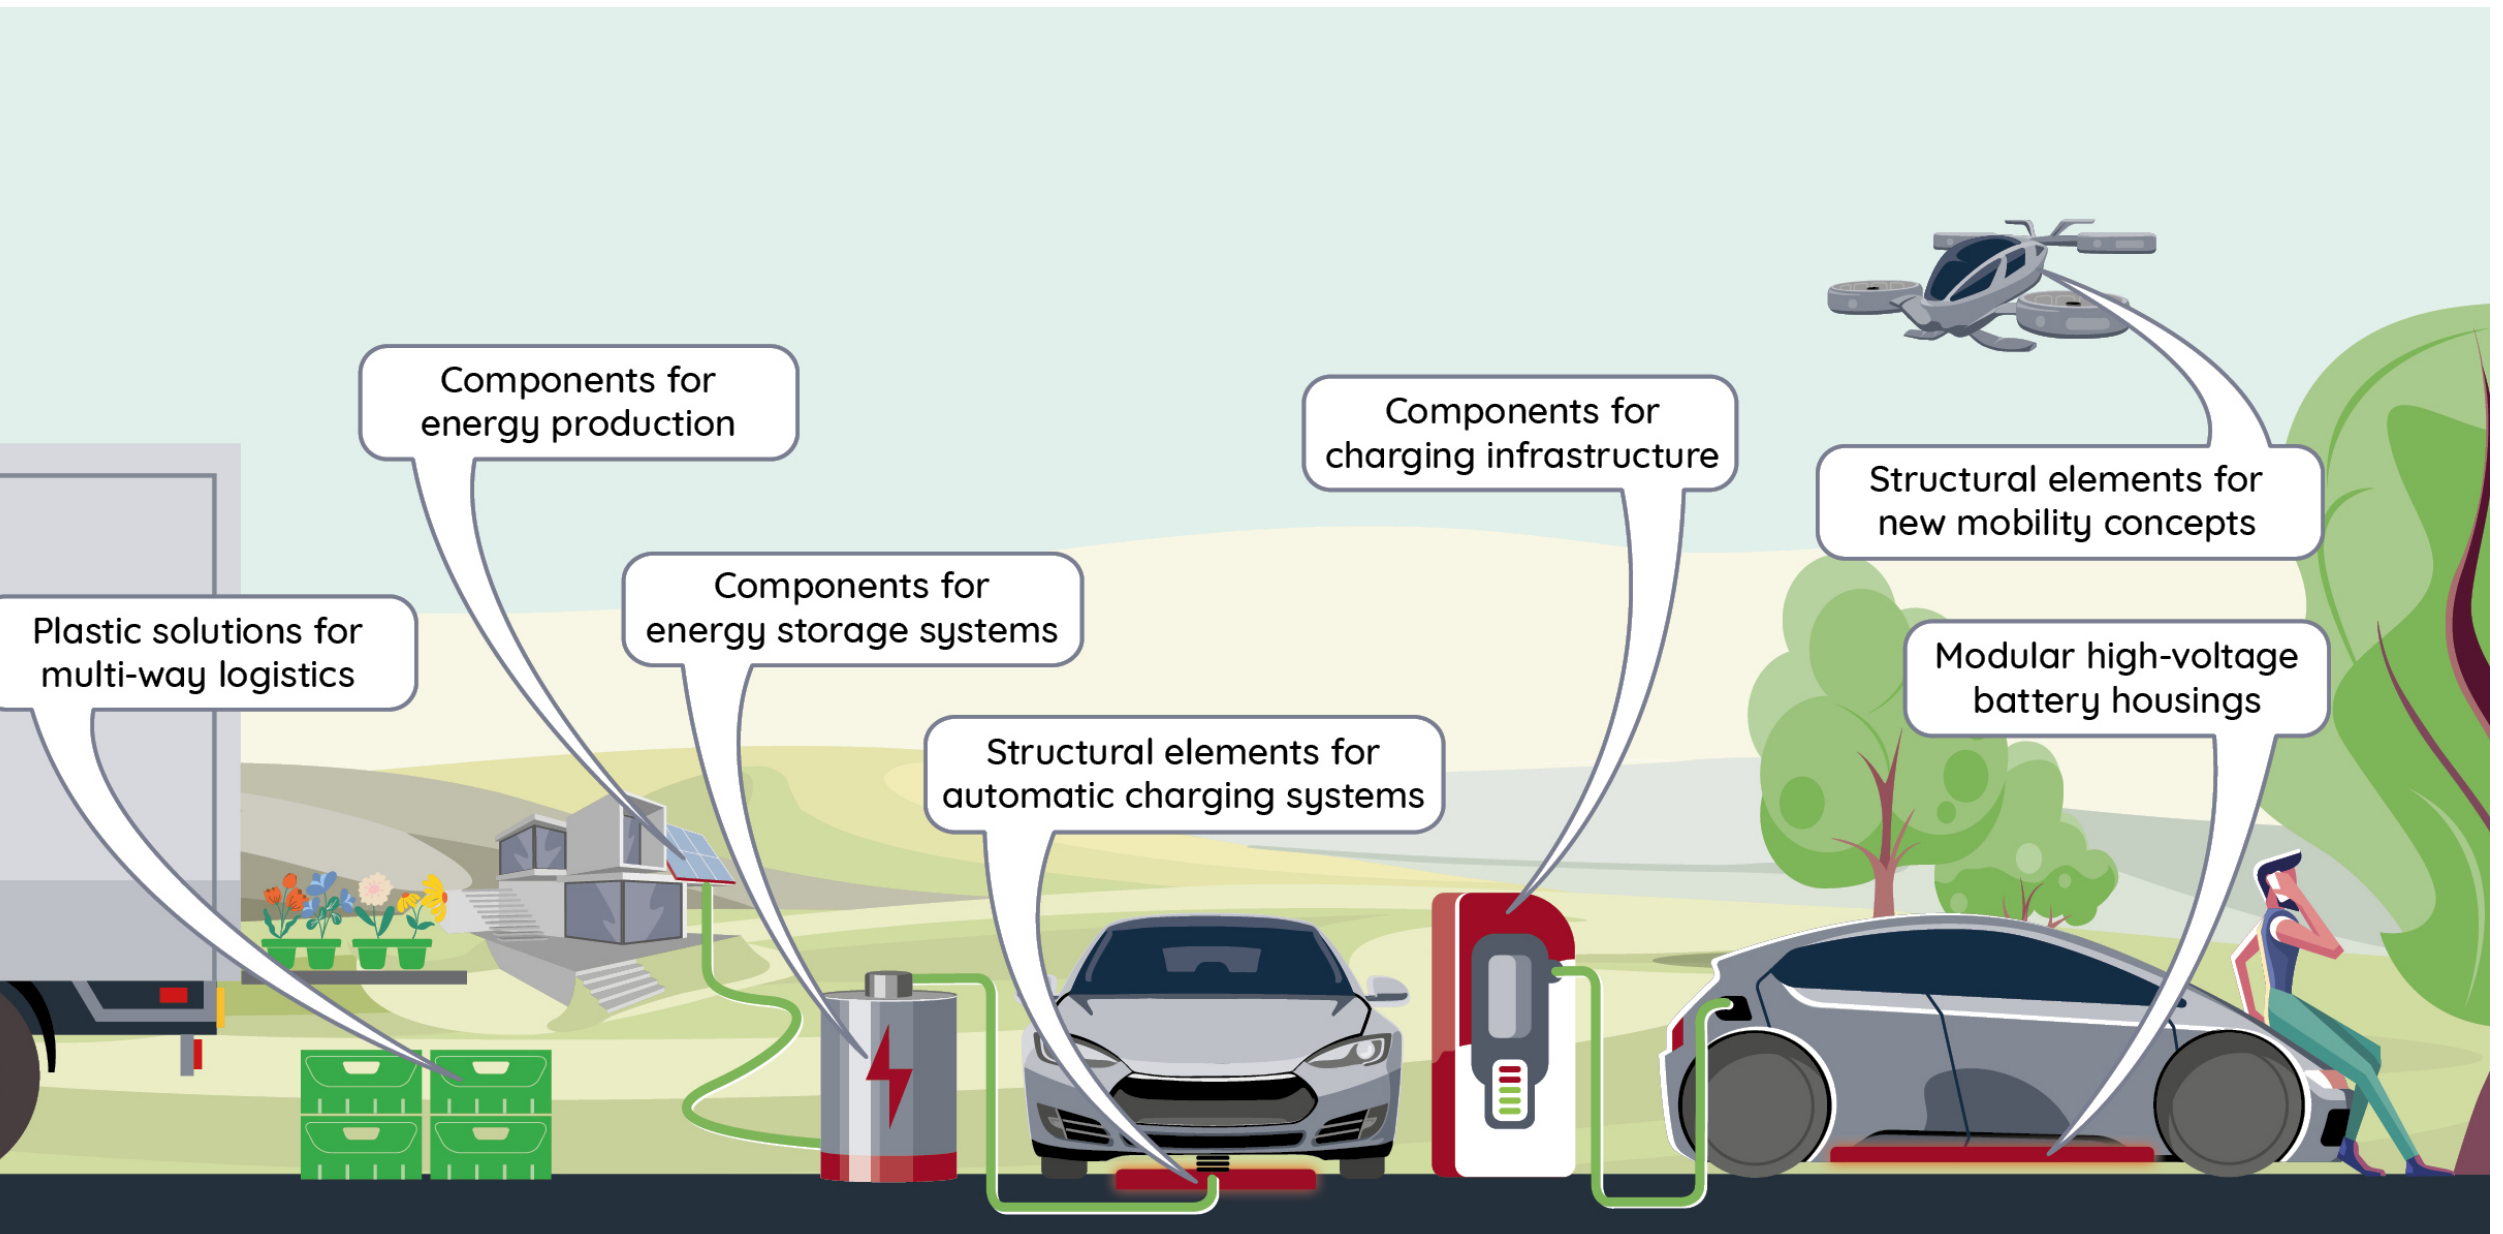 Components for
energy production
Components for
charging infrastructure
Structural elements for
new mobility concepts
Components for
energy storage systems
Plastic solutions for
multi-way logistics
Modular high-voltage
battery housings
Structural elements for
automatic charging systems